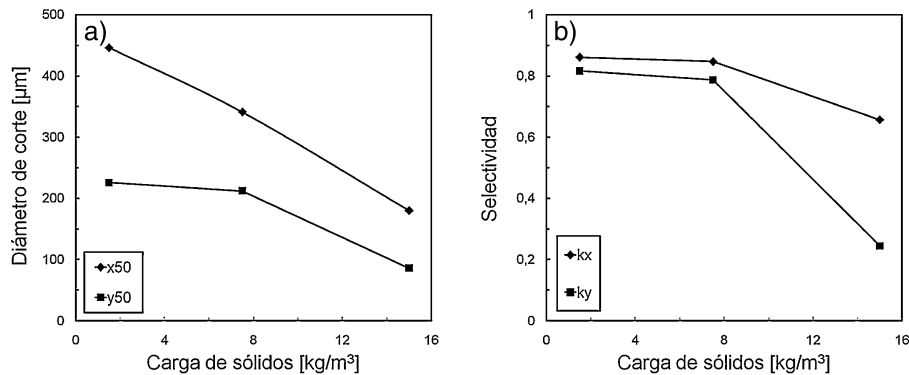 a)
Diámetro de corte [µm]
500
400
300
200
100
0
x50
y50
0
4
8
12
16
Carga de sólidos [kg/m³]
b)
Selectividad
1
0,8
0,6
0,4
0,2
0
kx
ky
0
4
8
12
16
Carga de sólidos [kg/m³]